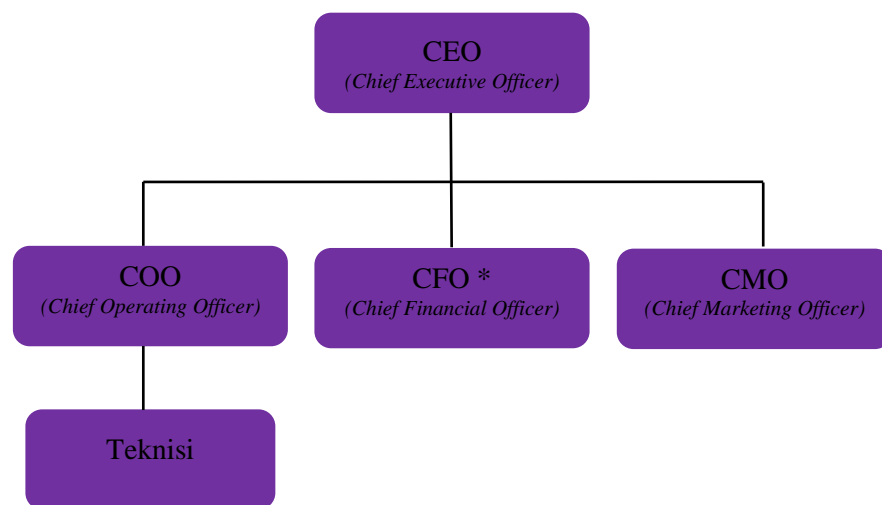 CEO
(Chief Executive Officer)
COO
(Chief Operating Officer)
CFO *
(Chief Financial Officer)
CMO
(Chief Marketing Officer)
Teknisi